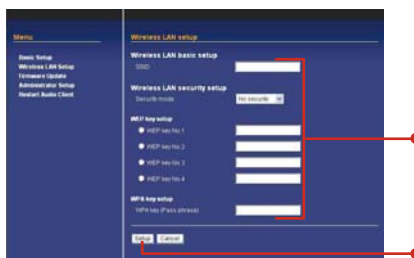 Menu
Basic Setup
Wireless LAN Setup
Firmware Update
Administrator Setup
Restart Audio Client
Wireless LAN setup
Wireless LAN basic setup
SSID
Wireless LAN security setup
Security mode
No security
WEP key setup
WEP key No.1
WEP key No.2
WEP key No.3
WEP key No.4
WPA key setup
WPA key (Pass phrase)
Setup
Cancel